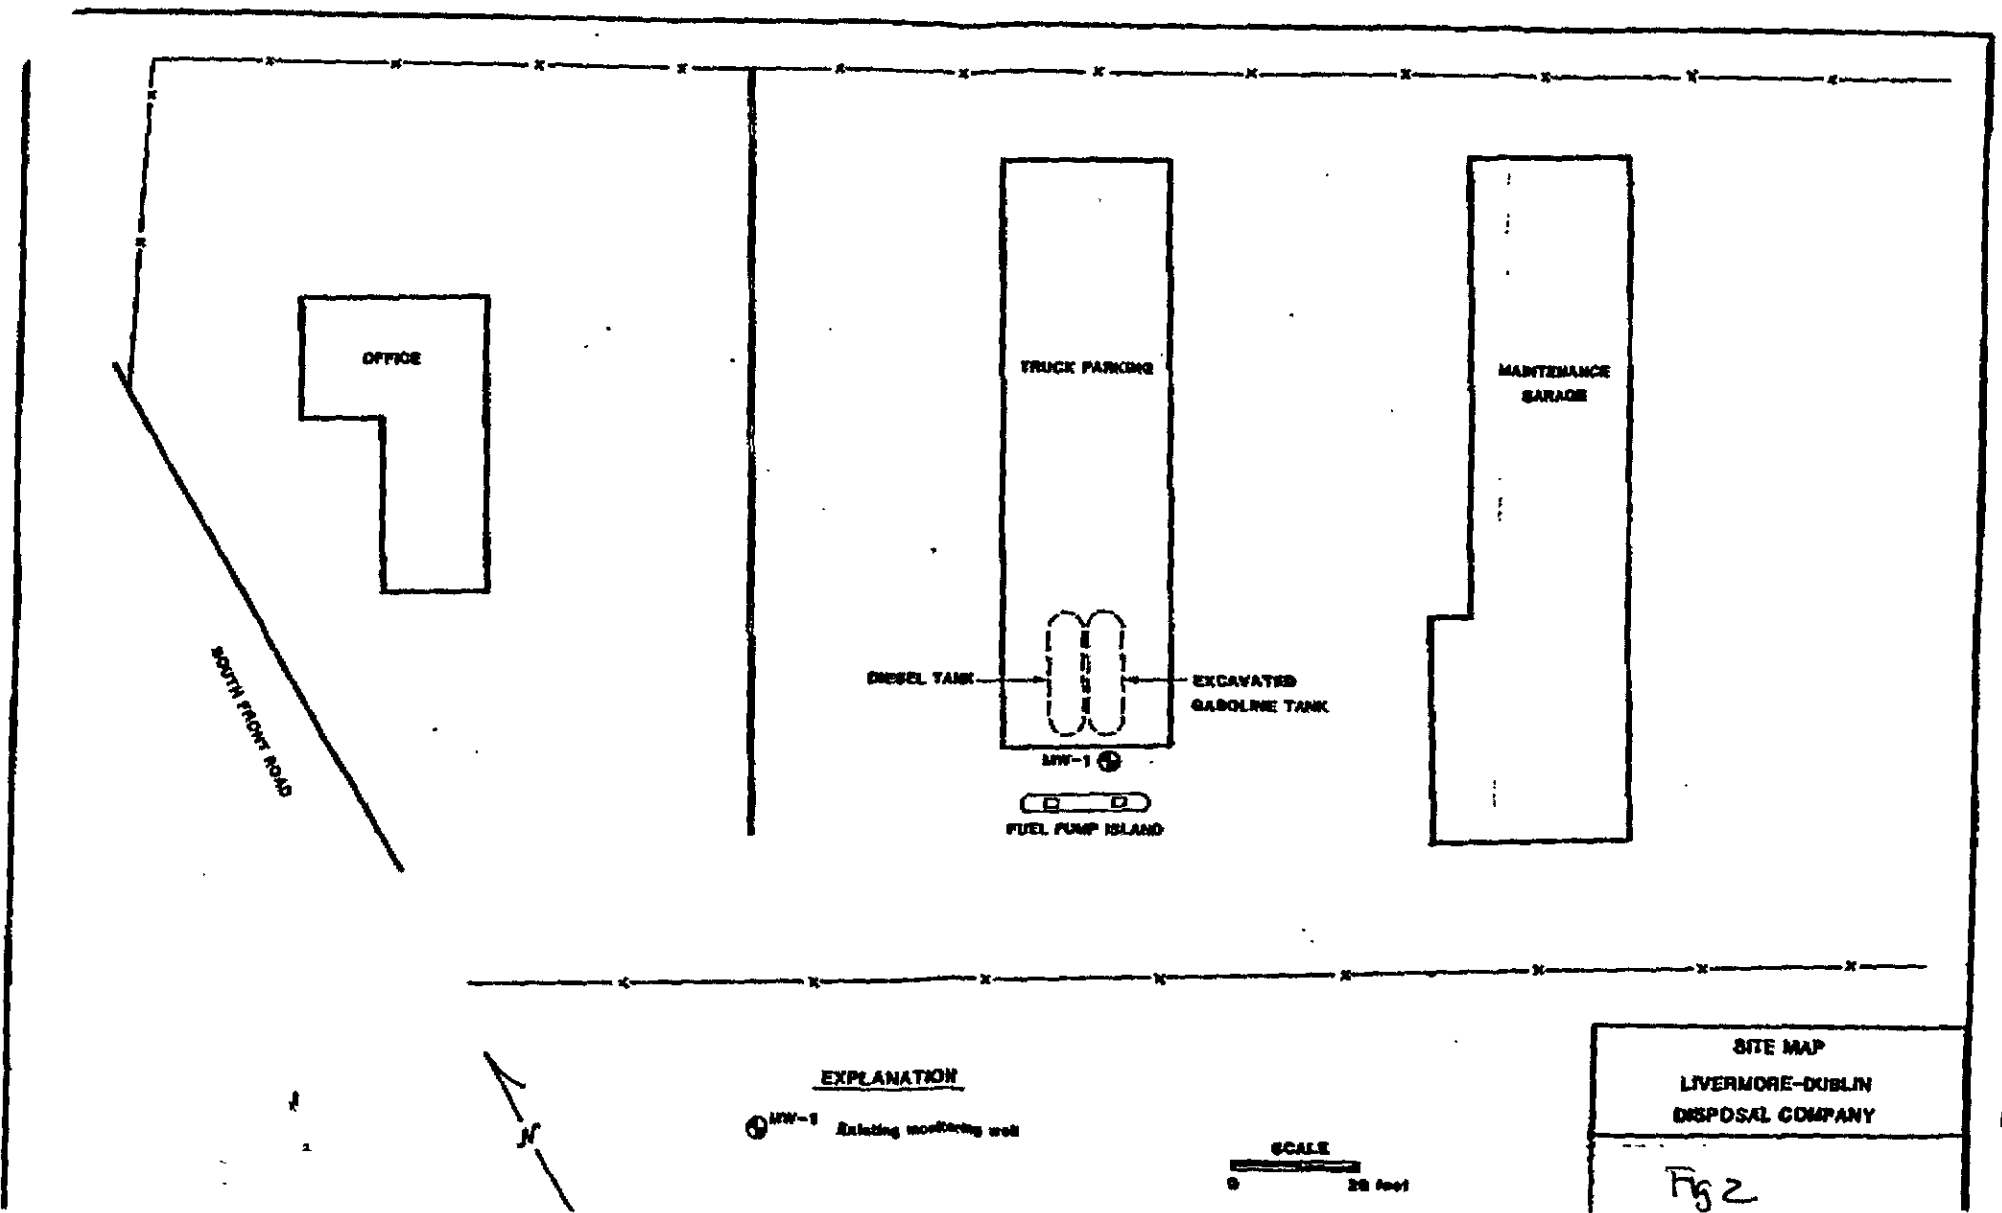 OFFICE
TRUCK PARKING
MAINTENANCE
GARAGE
SOUTH FRONT ROAD
DIESEL TANK
EXCAVATED
GASOLINE TANK
MW-1
FUEL PUMP ISLAND
N
EXPLANATION
MW-1 Existing monitoring well
SCALE
0 20 feet
SITE MAP
LIVERMORE-DUBLIN
DISPOSAL COMPANY
Fig 2